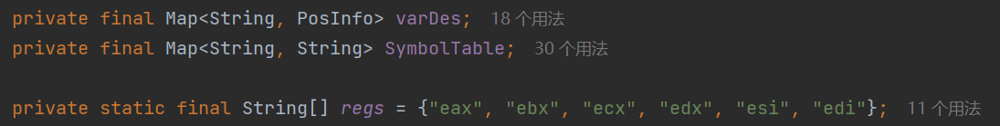 private final Map<String, PosInfo> varDes; 18 个用法
private final Map<String, String> SymbolTable; 30 个用法
private static final String[] regs = {"eax", "ebx", "ecx", "edx", "esi", "edi"}; 11 个用法